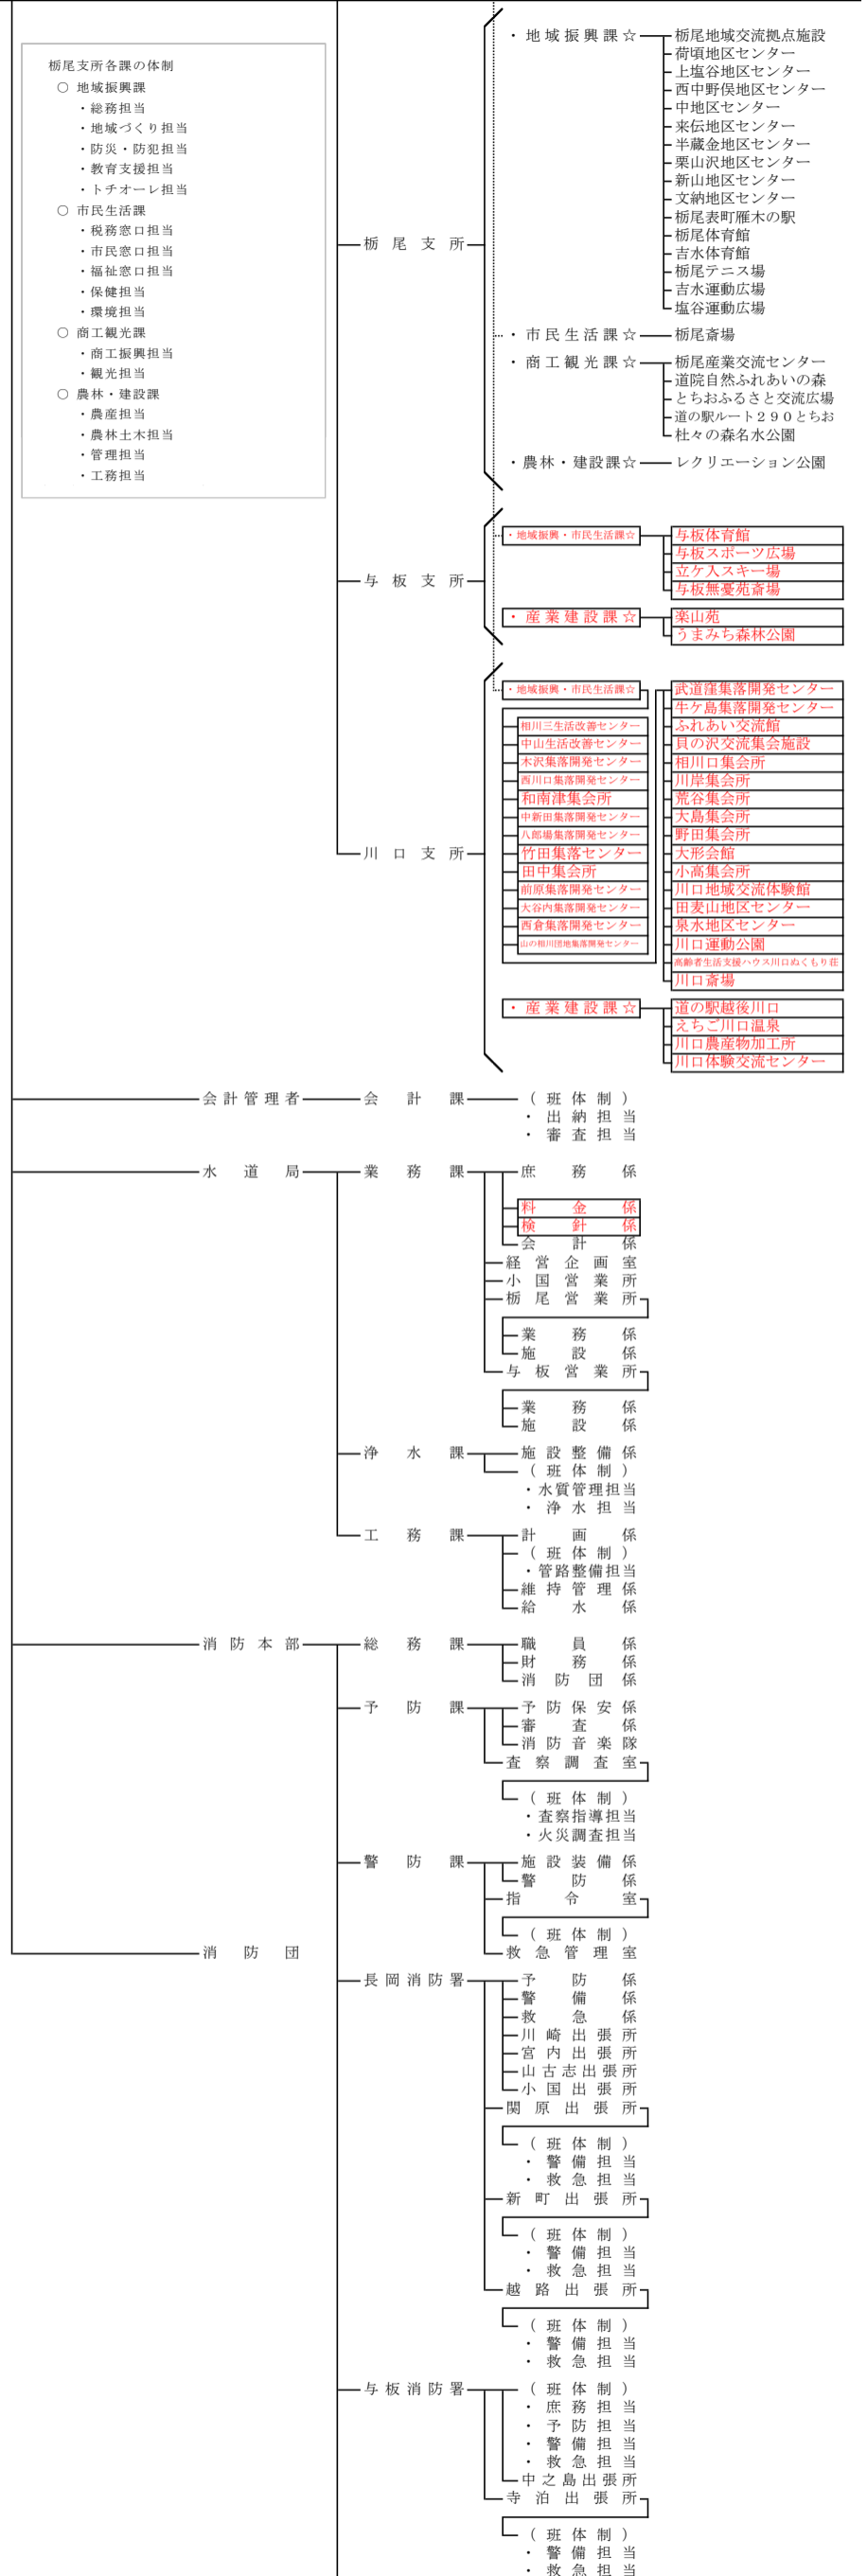 栃尾支所各課の体制
○ 地域振興課
・総務担当
・地域づくり担当
・防災・防犯担当
・教育支援担当
・トチオーレ担当
○ 市民生活課
・税務窓口担当
・市民窓口担当
・福祉窓口担当
・保健担当
・環境担当
○ 商工観光課
・商工振興担当
・観光担当
○ 農林・建設課
・農産担当
・農林土木担当
・管理担当
・工務担当
栃尾支所
・地域振興課☆
栃尾地域交流拠点施設
荷頃地区センター
上塩谷地区センター
西中野俣地区センター
中地区センター
来伝地区センター
半蔵金地区センター
栗山沢地区センター
新山地区センター
文納地区センター
栃尾表町雁木の駅
栃尾体育館
吉水体育館
栃尾テニス場
吉水運動広場
塩谷運動広場
・市民生活課☆
栃尾斎場
・商工観光課☆
栃尾産業交流センター
道院自然ふれあいの森
とちおふるさと交流広場
道の駅ルート２９０とちお
杜々の森名水公園
・農林・建設課☆
レクリエーション公園
与板支所
・地域振興・市民生活課☆
与板体育館
与板スポーツ広場
立ケ入スキー場
与板無憂苑斎場
・産業建設課☆
楽山苑
うまみち森林公園
川口支所
・地域振興・市民生活課☆
相川三生活改善センター
中山生活改善センター
木沢集落開発センター
西川口集落開発センター
和南津集会所
中新田集落開発センター
八郎場集落開発センター
竹田集落センター
田中集会所
前原集落開発センター
大谷内集落開発センター
西倉集落開発センター
山の相川団地集落開発センター
武道窪集落開発センター
牛ケ島集落開発センター
ふれあい交流館
貝の沢交流集会施設
相川口集会所
川岸集会所
荒谷集会所
大島集会所
野田集会所
大形会館
小高集会所
川口地域交流体験館
田麦山地区センター
泉水地区センター
川口運動公園
高齢者生活支援ハウス川口ぬくもり荘
川口斎場
・産業建設課☆
道の駅越後川口
えちご川口温泉
川口農産物加工所
川口体験交流センター
会計管理者
会計課
（班体制）
・出納担当
・審査担当
水道局
業務課
庶務係
料金係
検針係
会計係
経営企画室
小国営業所
栃尾営業所
業務係
施設係
与板営業所
業務係
施設係
浄水課
施設整備係
（班体制）
・水質管理担当
・浄水担当
工務課
計画係
（班体制）
・管路整備担当
維持管理係
給水係
消防本部
総務課
職員係
財務係
消防団係
予防課
予防保安係
審査係
消防音楽隊
査察調査室
（班体制）
・査察指導担当
・火災調査担当
警防課
施設装備係
警防係
指令室
（班体制）
救急管理室
消防団
長岡消防署
予防係
警備係
救急係
川崎出張所
宮内出張所
山古志出張所
小国出張所
関原出張所
（班体制）
・警備担当
・救急担当
新町出張所
（班体制）
・警備担当
・救急担当
越路出張所
（班体制）
・警備担当
・救急担当
与板消防署
（班体制）
・庶務担当
・予防担当
・警備担当
・救急担当
中之島出張所
寺泊出張所
（班体制）
・警備担当
・救急担当